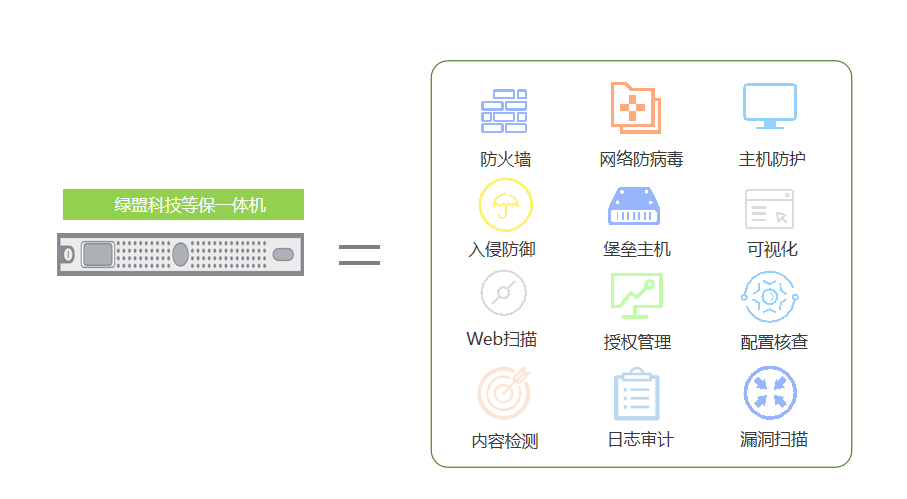 绿盟科技等保一体机
防火墙
网络防病毒
主机防护
入侵防御
堡垒主机
可视化
Web扫描
授权管理
配置核查
内容检测
日志审计
漏洞扫描